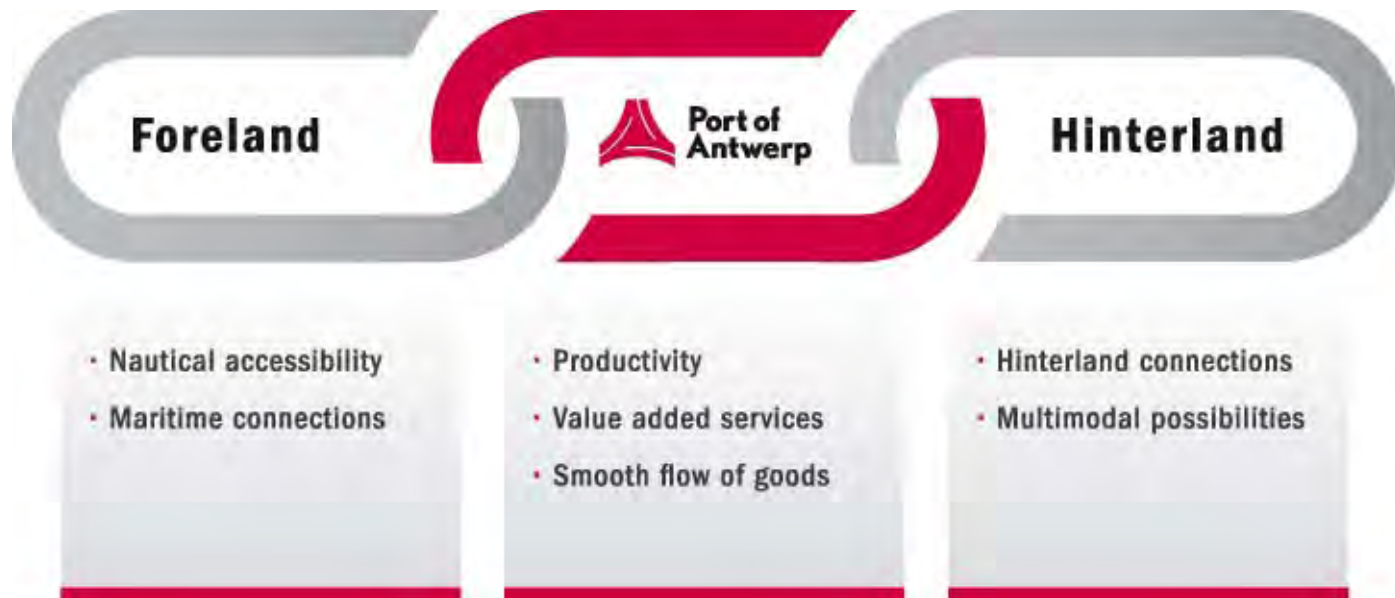 Foreland
Port of
Antwerp
Hinterland
· Nautical accessibility
· Maritime connections
· Productivity
· Value added services
· Smooth flow of goods
· Hinterland connections
· Multimodal possibilities